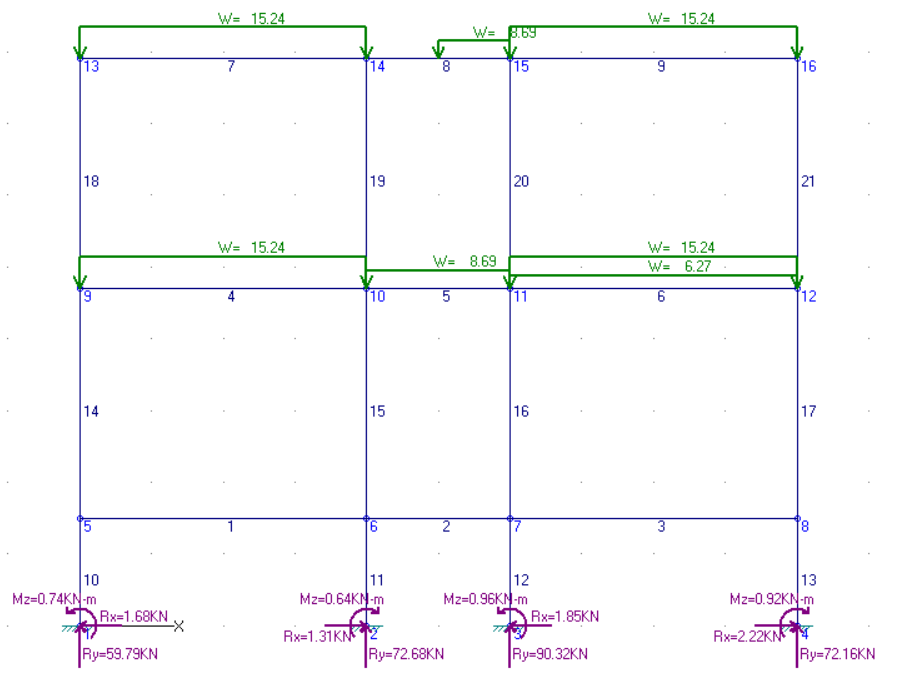 W= 15.24
W= 8.69
W= 15.24
13
7
14
8
15
9
16
18
19
20
21
W= 15.24
W= 8.69
W= 15.24
W= 6.27
9
4
10
5
11
6
12
14
15
16
17
5
1
6
2
7
3
8
10
11
12
13
Mz=0.74KN-m
Mz=0.64KN-m
Mz=0.96KN-m
Mz=0.92KN-m
Rx=1.68KN
X
Rx=1.31KN
Rx=1.85KN
Rx=2.22KN
1
2
3
4
Ry=59.79KN
Ry=72.68KN
Ry=90.32KN
Ry=72.16KN